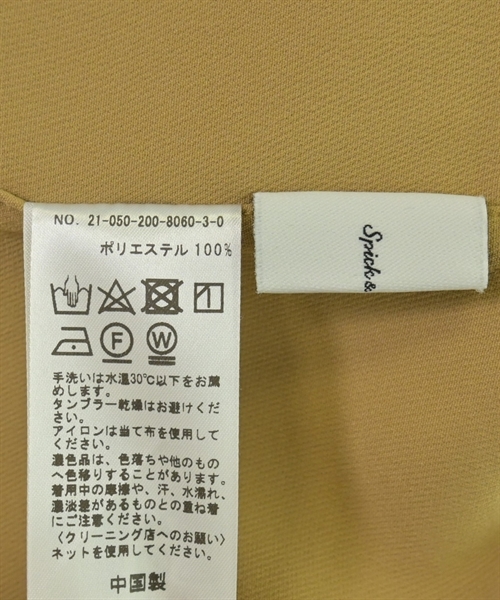 NO. 21-050-200-8060-3-0
ポリエステル 100%
F W
手洗いは水温30℃以下をお薦
めします。
タンブラー乾燥はお避けくだ
さい。
アイロンは当て布を使用して
ください。
濃色品は、色落ちや他のもの
へ色移りすることがあります。
着用中の摩擦や、汗、水濡れ、
濃淡差があるものとの重ね着
にご注意ください。
〈クリーニング店へのお願い〉
ネットを使用してください。
中国製
Spick &